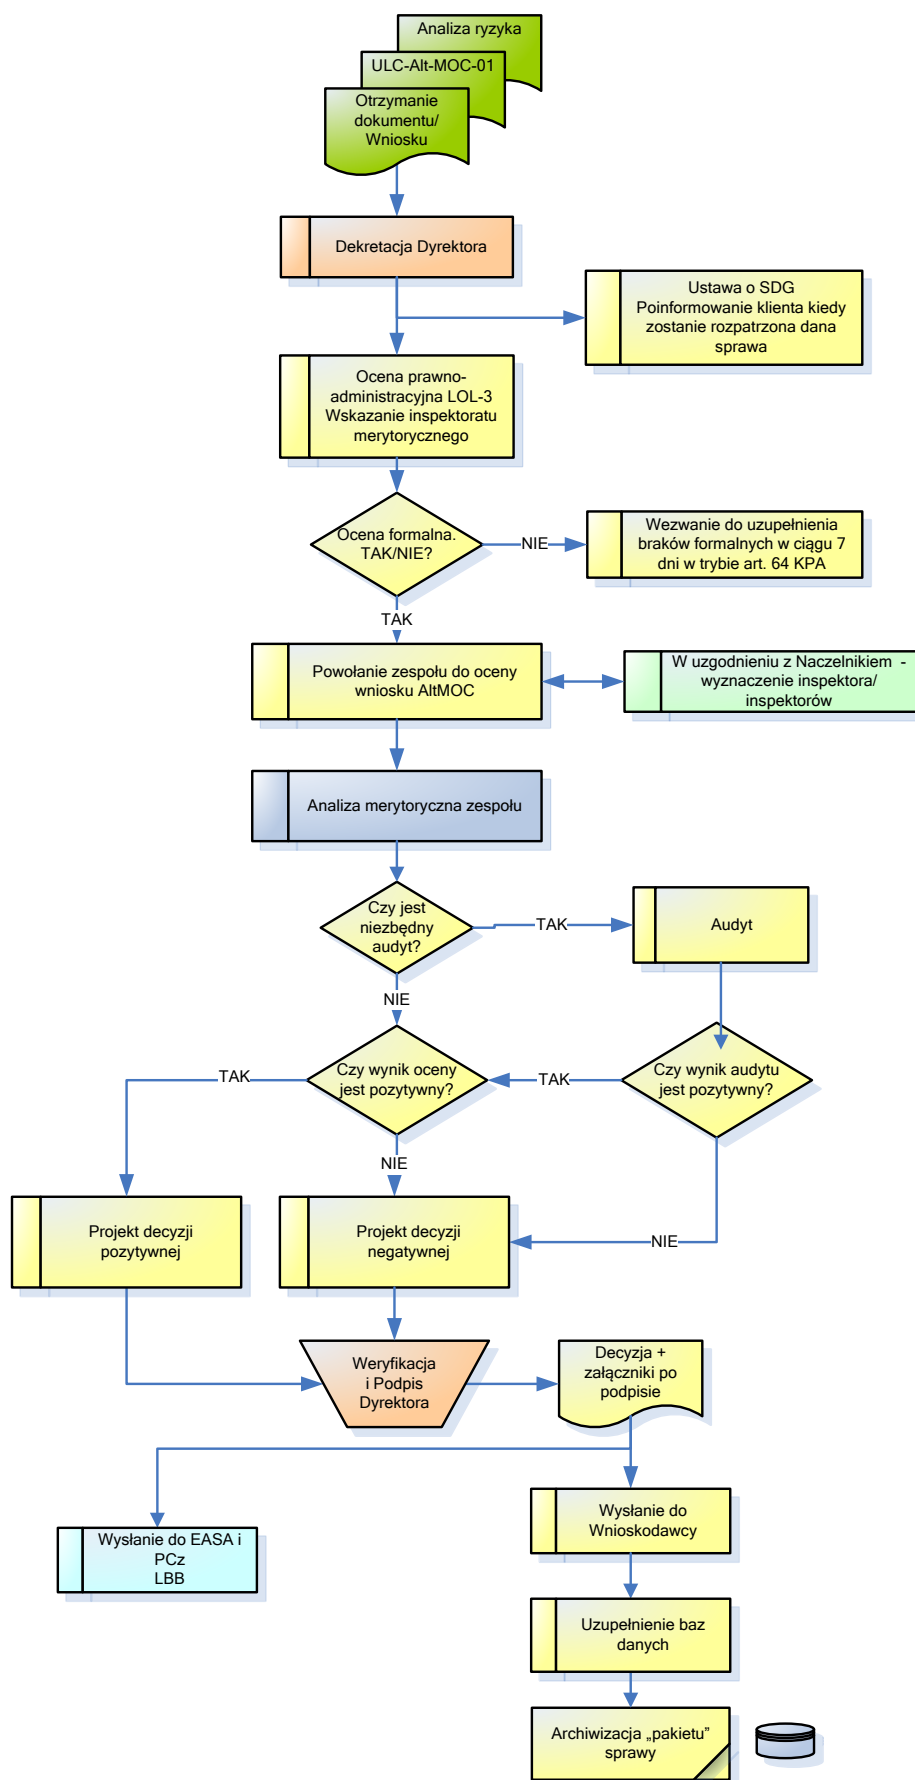 Analiza ryzyka
ULC-Alt-MOC-01
Otrzymanie
dokumentu/
Wniosku
Dekretacja Dyrektora
Ustawa o SDG
Poinformowanie klienta kiedy
zostanie rozpatrzona dana
sprawa
Ocena prawno-
administracyjna LOL-3
Wskazanie inspektoratu
merytorycznego
Ocena formalna.
TAK/NIE?
NIE
Wezwanie do uzupełnienia
braków formalnych w ciągu 7
dni w trybie art. 64 KPA
TAK
Powołanie zespołu do oceny
wniosku AltMOC
W uzgodnieniu z Naczelnikiem -
wyznaczenie inspektora/
inspektorów
Analiza merytoryczna zespołu
Czy jest
niezbędny
audyt?
TAK
Audyt
NIE
Czy wynik oceny
jest pozytywny?
TAK
TAK
Czy wynik audytu
jest pozytywny?
NIE
NIE
Projekt decyzji
pozytywnej
Projekt decyzji
negatywnej
Weryfikacja
i Podpis
Dyrektora
Decyzja +
załączniki po
podpisie
Wysłanie do EASA i
PCz
LBB
Wysłanie do
Wnioskodawcy
Uzupełnienie baz
danych
Archiwizacja „pakietu”
sprawy